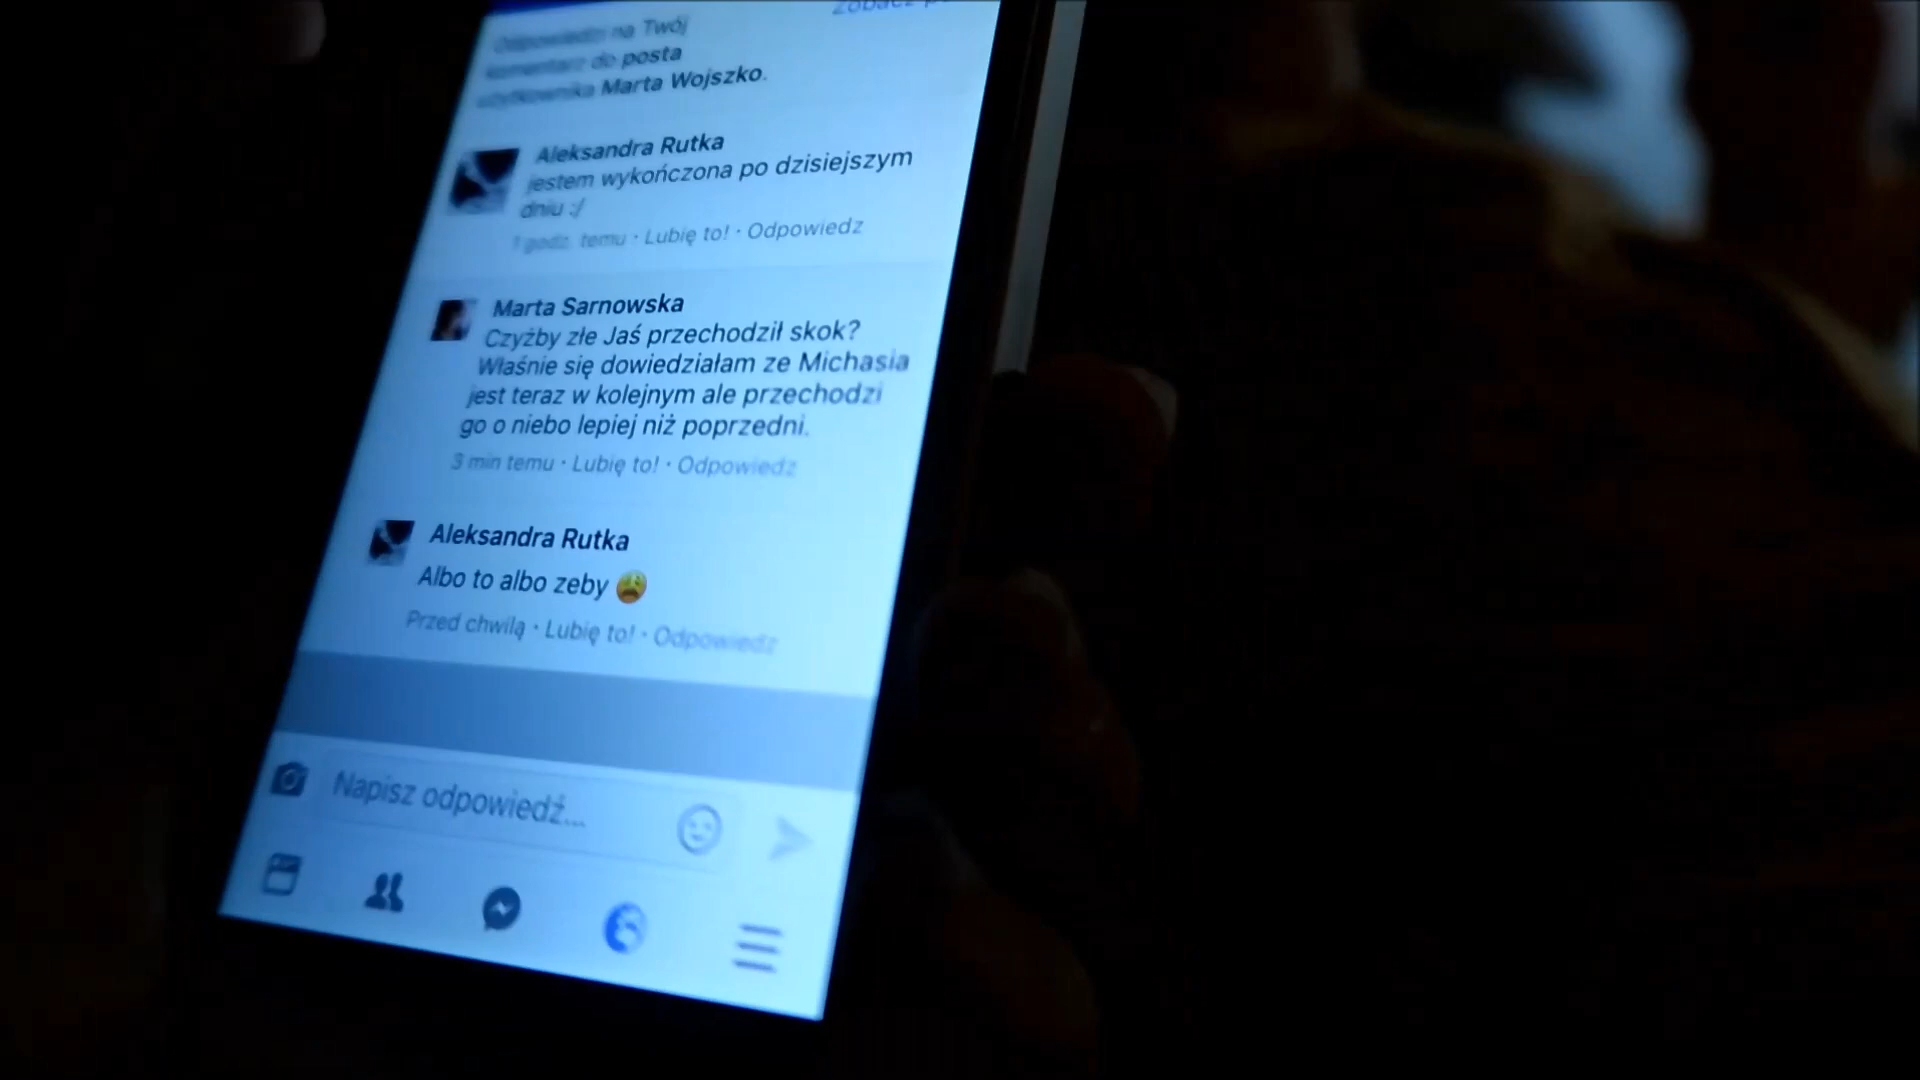 Zobacz
Odpowiedzi na Twój
komentarz do posta
użytkownika Marta Wojszko.
Aleksandra Rutka
jestem wykończona po dzisiejszym
dniu :/
1 godz. temu · Lubię to! · Odpowiedz
Marta Sarnowska
Czyżby złe Jaś przechodził skok?
Właśnie się dowiedziałam ze Michasia
jest teraz w kolejnym ale przechodzi
go o niebo lepiej niż poprzedni.
3 min temu · Lubię to! · Odpowiedz
Aleksandra Rutka
Albo to albo zeby 😩
Przed chwilą · Lubię to! · Odpowiedz
Napisz odpowiedź...